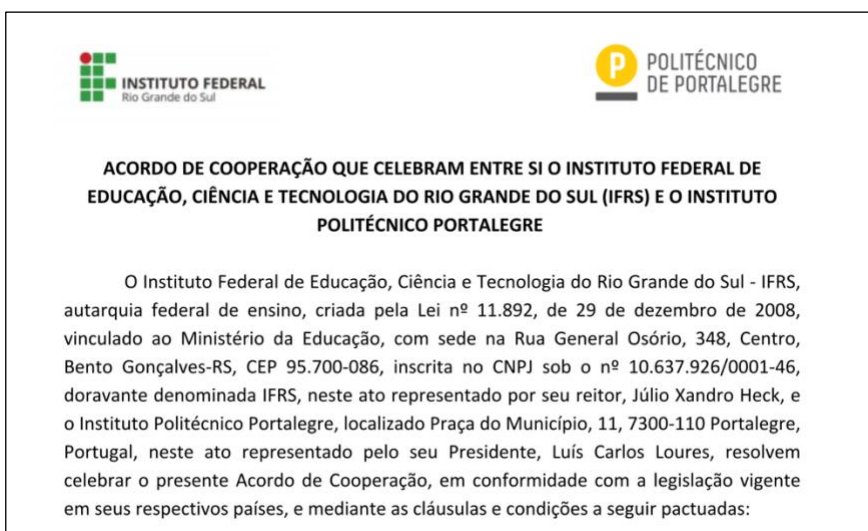 INSTITUTO FEDERAL
Rio Grande do Sul
POLITÉCNICO
DE PORTALEGRE
ACORDO DE COOPERAÇÃO QUE CELEBRAM ENTRE SI O INSTITUTO FEDERAL DE
EDUCAÇÃO, CIÊNCIA E TECNOLOGIA DO RIO GRANDE DO SUL (IFRS) E O INSTITUTO
POLITÉCNICO PORTALEGRE
O Instituto Federal de Educação, Ciência e Tecnologia do Rio Grande do Sul - IFRS,
autarquia federal de ensino, criada pela Lei nº 11.892, de 29 de dezembro de 2008,
vinculado ao Ministério da Educação, com sede na Rua General Osório, 348, Centro,
Bento Gonçalves-RS, CEP 95.700-086, inscrita no CNPJ sob o nº 10.637.926/0001-46,
doravante denominada IFRS, neste ato representado por seu reitor, Júlio Xandro Heck, e
o Instituto Politécnico Portalegre, localizado Praça do Município, 11, 7300-110 Portalegre,
Portugal, neste ato representado pelo seu Presidente, Luís Carlos Loures, resolvem
celebrar o presente Acordo de Cooperação, em conformidade com a legislação vigente
em seus respectivos países, e mediante as cláusulas e condições a seguir pactuadas: